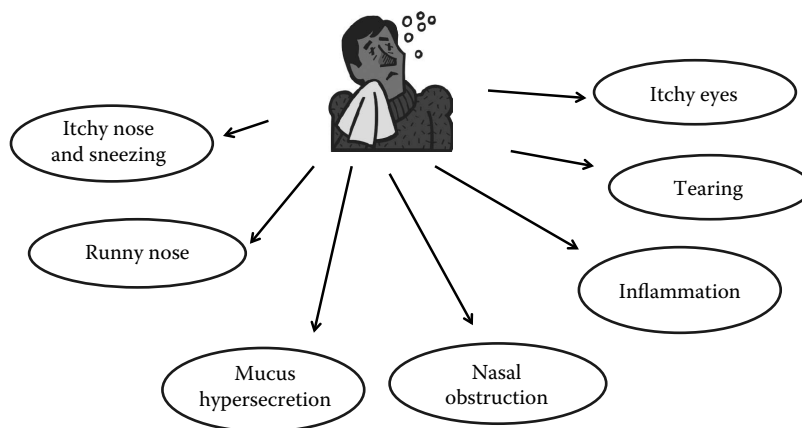 Itchy nose
and sneezing
Runny nose
Mucus
hypersecretion
Nasal
obstruction
Inflammation
Tearing
Itchy eyes